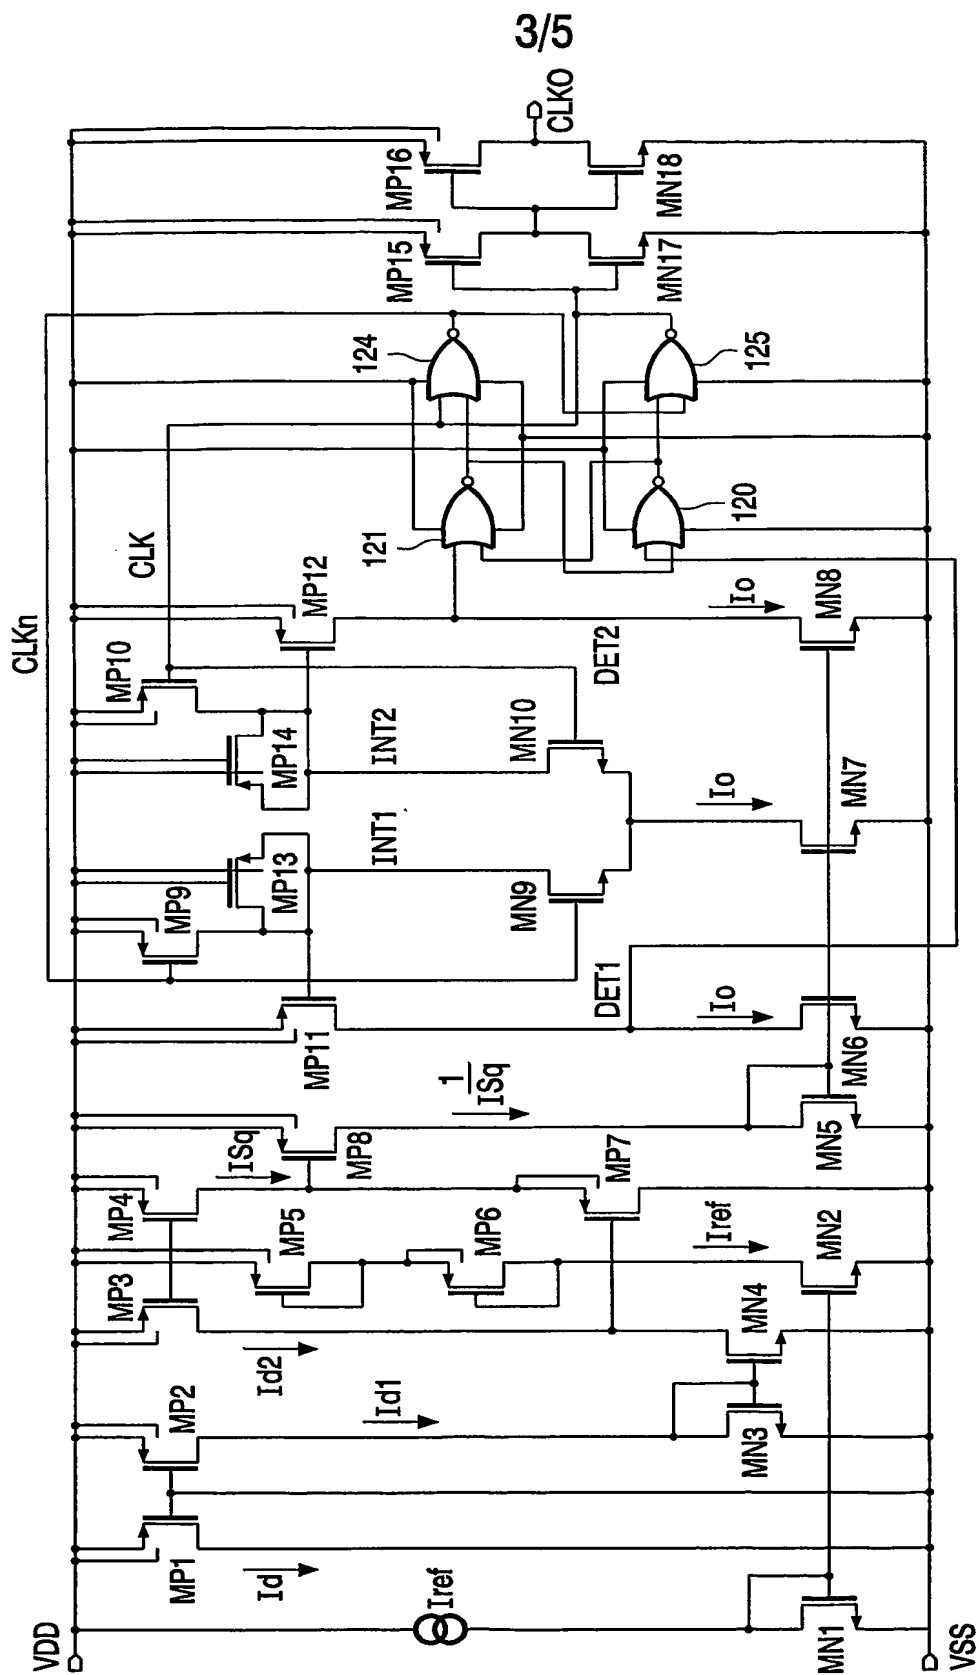 3/5
VDD
VSS
CLKn
CLK
CLKO
MP1
MP2
MP3
MP4
MP5
MP6
MP7
MP8
MP9
MP10
MP11
MP12
MP13
MP14
MP15
MP16
Id
Id1
Id2
Iref
Iref
ISq
1
ISq
INT1
INT2
DET1
DET2
Io
Io
Io
121
124
120
125
MN1
MN2
MN3
MN4
MN5
MN6
MN7
MN8
MN9
MN10
MN17
MN18